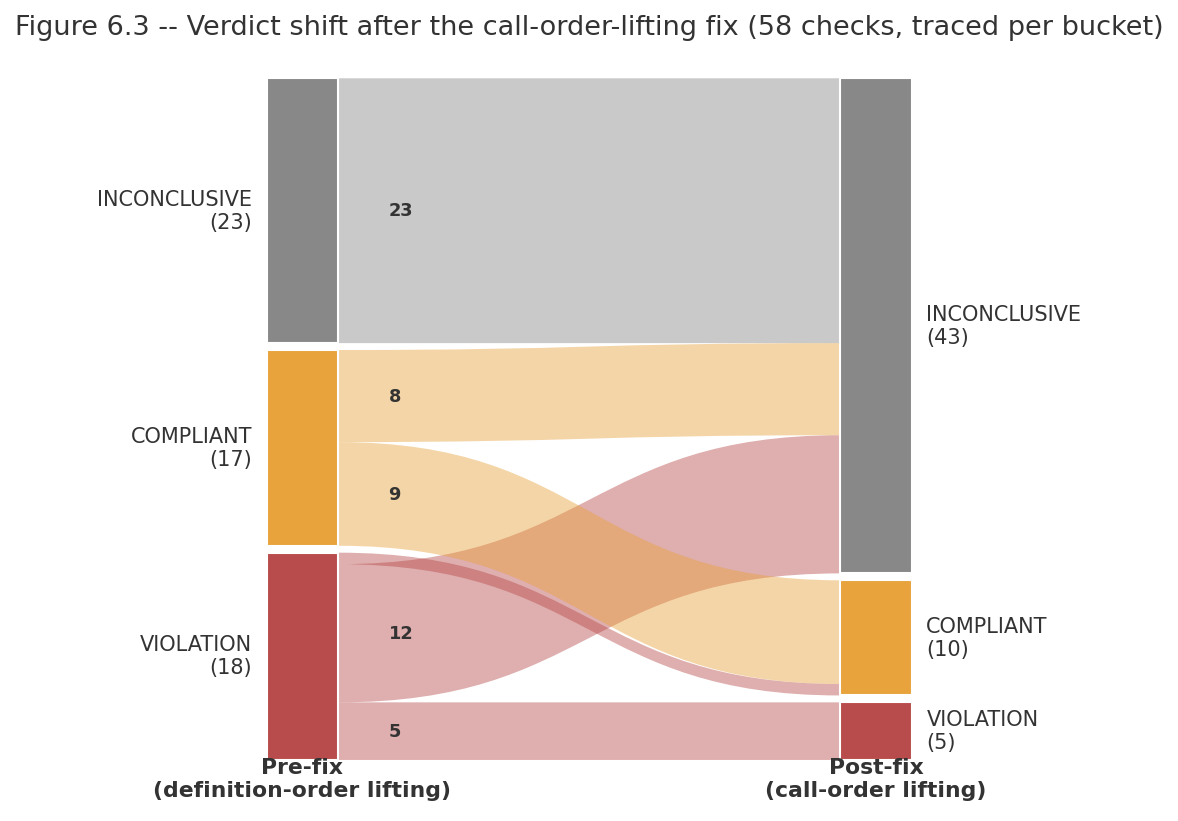 Figure 6.3 -- Verdict shift after the call-order-lifting fix (58 checks, traced per bucket)
INCONCLUSIVE
(23)
COMPLIANT
(17)
VIOLATION
(18)
23
8
9
12
5
INCONCLUSIVE
(43)
COMPLIANT
(10)
VIOLATION
(5)
Pre-fix
(definition-order lifting)
Post-fix
(call-order lifting)